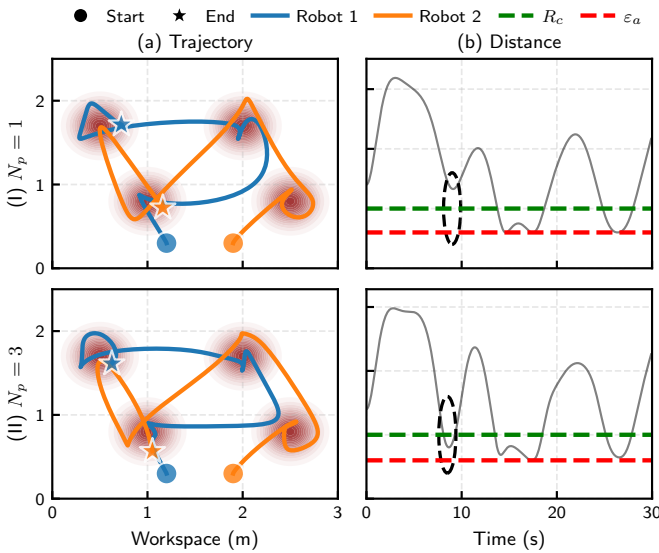 Start End Robot 1 Robot 2 R_c ε_a
(a) Trajectory (b) Distance
(I) N_p = 1
2
1
0
(II) N_p = 3
2
1
0
0 1 2 3 0 10 20 30
Workspace (m) Time (s)